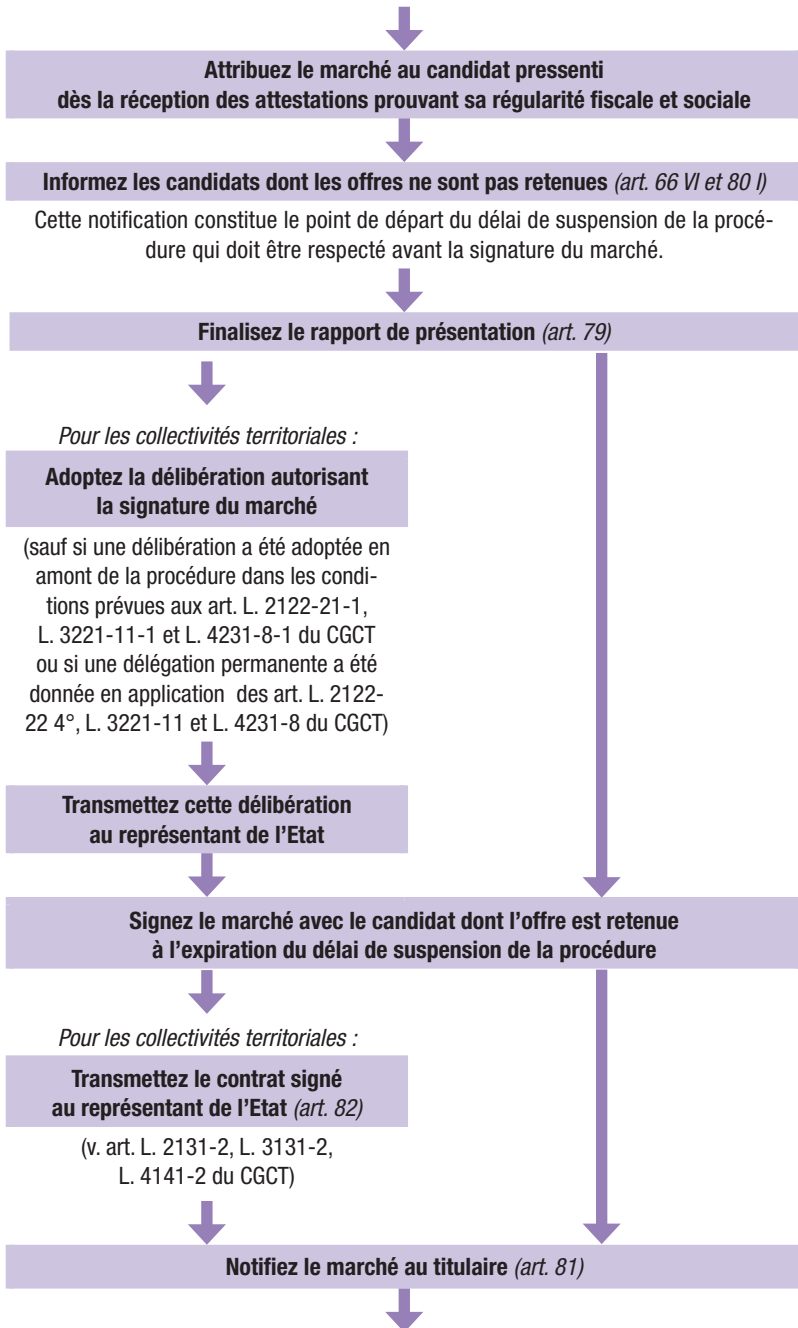 Attribuez le marché au candidat pressenti
dès la réception des attestations prouvant sa régularité fiscale et sociale
Informez les candidats dont les offres ne sont pas retenues (art. 66 VI et 80 I)
Cette notification constitue le point de départ du délai de suspension de la procé-
dure qui doit être respecté avant la signature du marché.
Finalisez le rapport de présentation (art. 79)
Pour les collectivités territoriales :
Adoptez la délibération autorisant
la signature du marché
(sauf si une délibération a été adoptée en
amont de la procédure dans les condi-
tions prévues aux art. L. 2122-21-1,
L. 3221-11-1 et L. 4231-8-1 du CGCT
ou si une délégation permanente a été
donnée en application des art. L. 2122-
22 4°, L. 3221-11 et L. 4231-8 du CGCT)
Transmettez cette délibération
au représentant de l’Etat
Signez le marché avec le candidat dont l’offre est retenue
à l’expiration du délai de suspension de la procédure
Pour les collectivités territoriales :
Transmettez le contrat signé
au représentant de l’Etat (art. 82)
(v. art. L. 2131-2, L. 3131-2,
L. 4141-2 du CGCT)
Notifiez le marché au titulaire (art. 81)